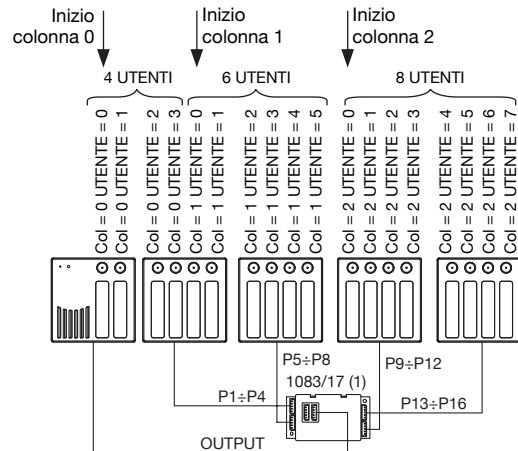 Inizio
colonna 0
Inizio
colonna 1
Inizio
colonna 2
4 UTENTI
6 UTENTI
8 UTENTI
Col = 0 UTENTE = 0
Col = 0 UTENTE = 1
Col = 0 UTENTE = 2
Col = 0 UTENTE = 3
Col = 1 UTENTE = 0
Col = 1 UTENTE = 1
Col = 1 UTENTE = 2
Col = 1 UTENTE = 3
Col = 1 UTENTE = 4
Col = 1 UTENTE = 5
Col = 2 UTENTE = 0
Col = 2 UTENTE = 1
Col = 2 UTENTE = 2
Col = 2 UTENTE = 3
Col = 2 UTENTE = 4
Col = 2 UTENTE = 5
Col = 2 UTENTE = 6
Col = 2 UTENTE = 7
P5÷P8
P9÷P12
1083/17 (1)
P1÷P4
P13÷P16
OUTPUT